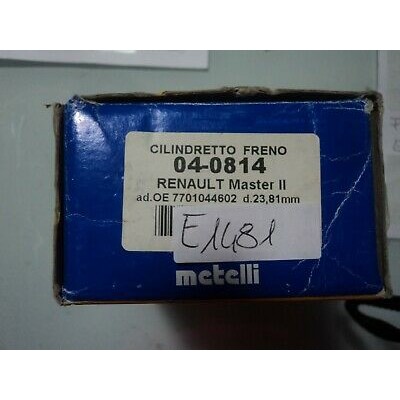 CILINDRETTO FRENO
04-0814
RENAULT Master II
ad.OE 7701044602 d.23,81mm
E1481
metelli